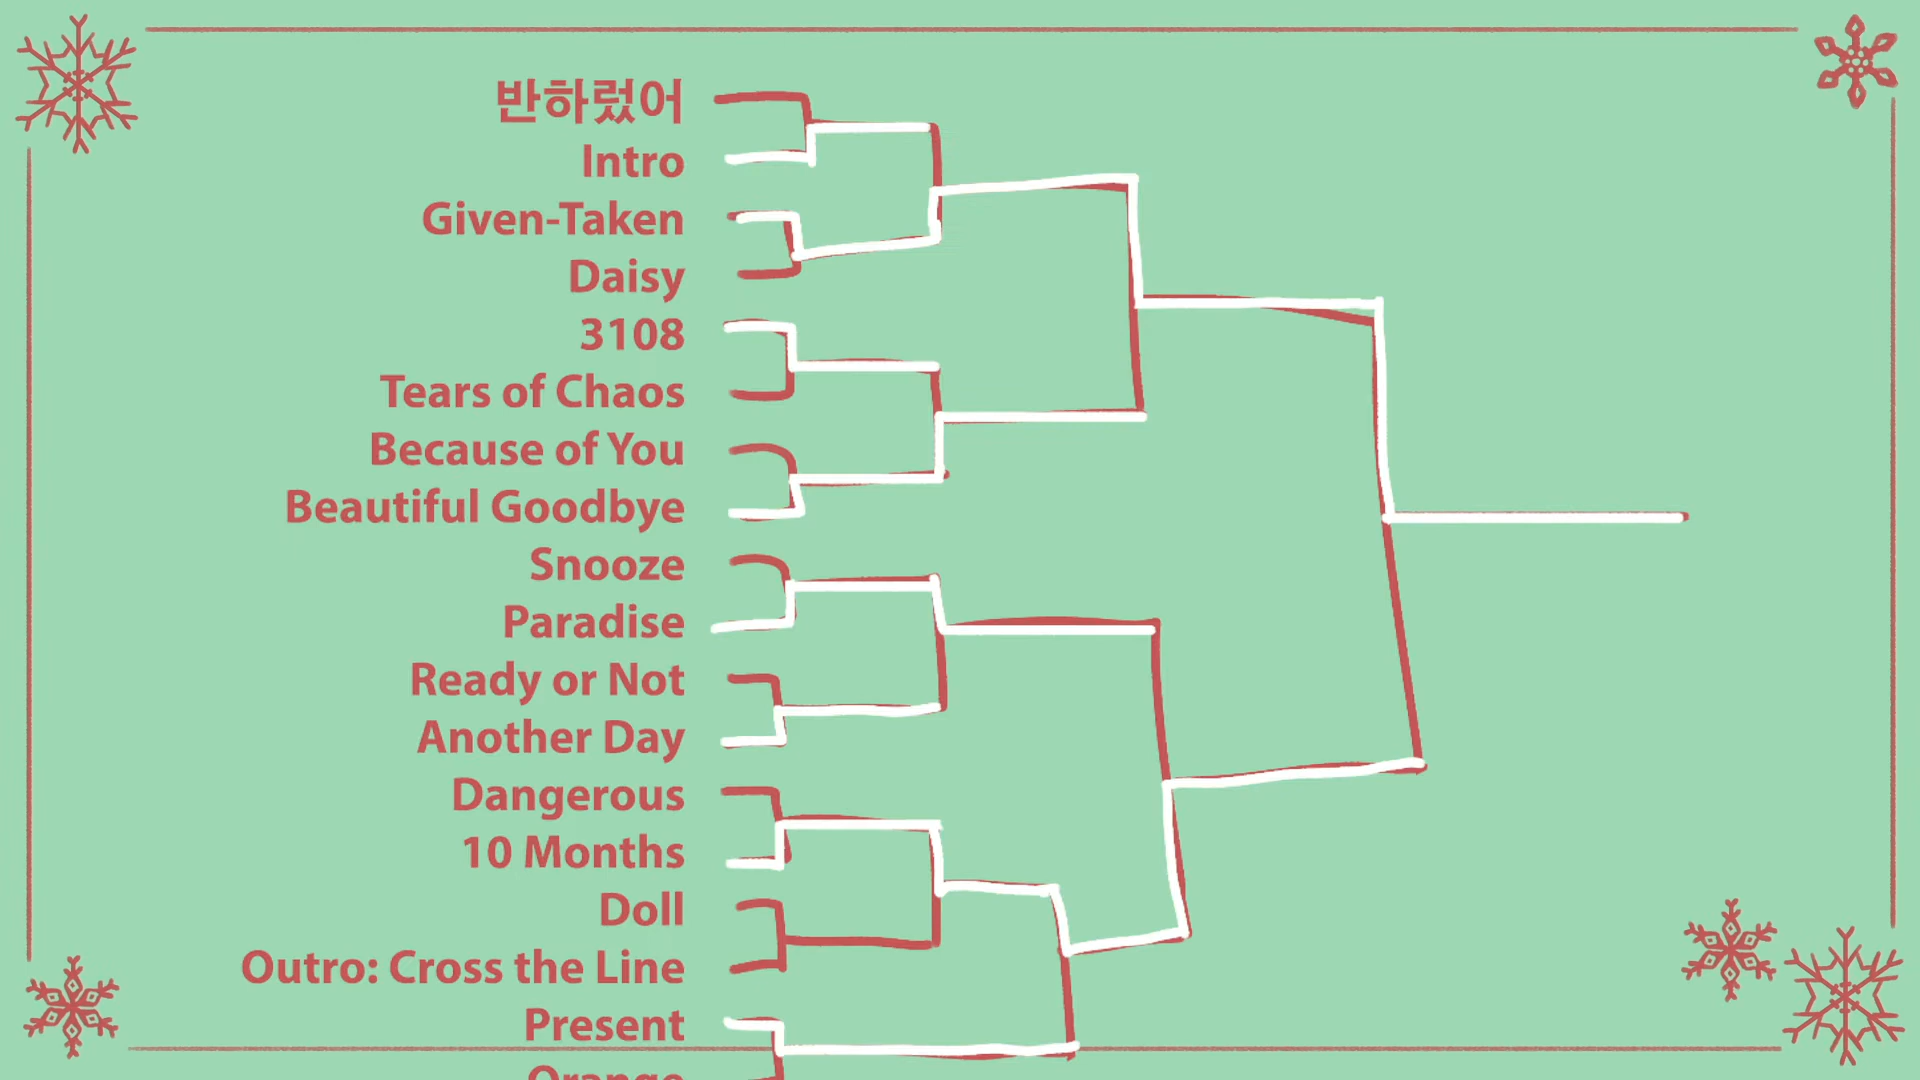 반하렀어
Intro
Given-Taken
Daisy
3108
Tears of Chaos
Because of You
Beautiful Goodbye
Snooze
Paradise
Ready or Not
Another Day
Dangerous
10 Months
Doll
Outro: Cross the Line
Present
Orange